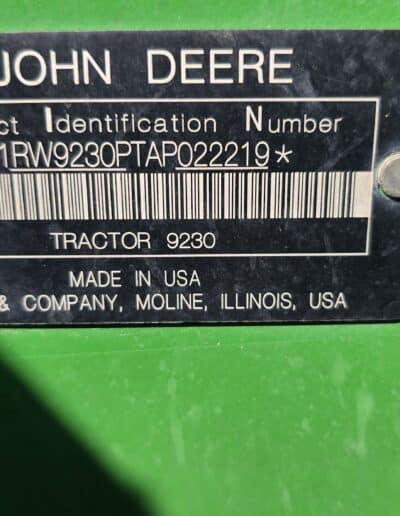 JOHN DEERE
ct Identification Number
1RW9230PTAP022219*
TRACTOR 9230
MADE IN USA
& COMPANY, MOLINE, ILLINOIS, USA